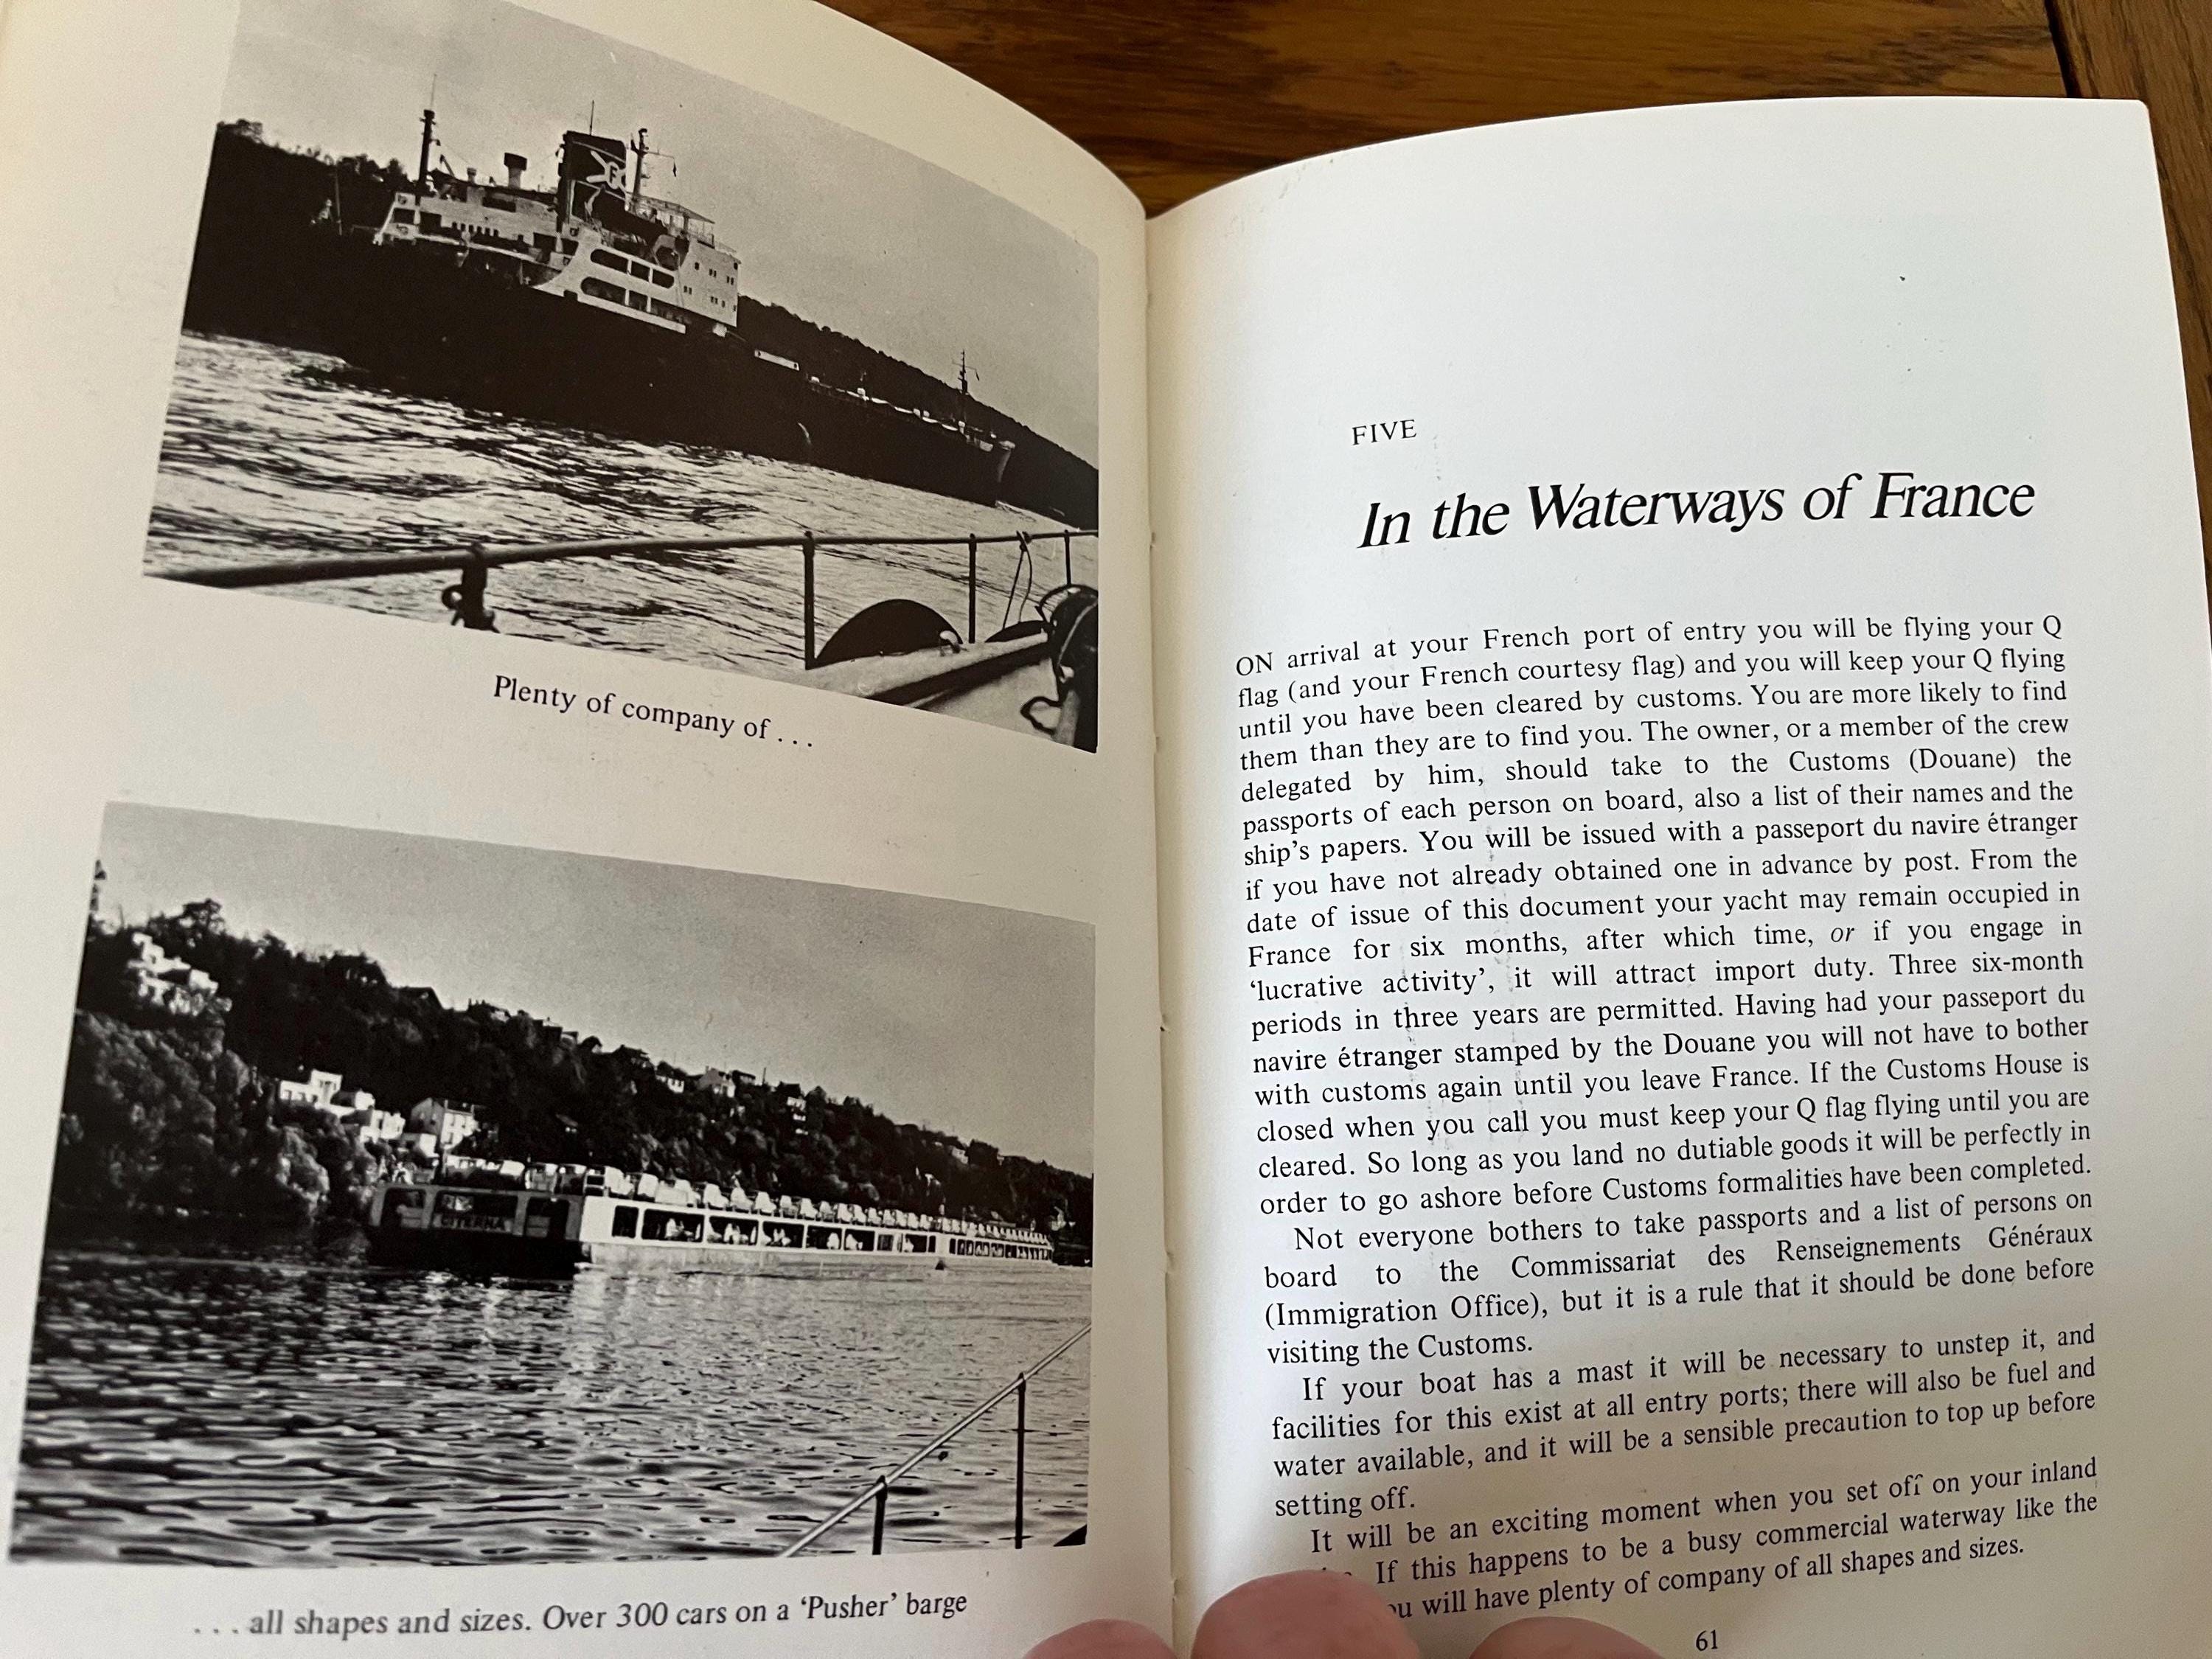 F
Plenty of company of . . .
CITERNA
. . . all shapes and sizes. Over 300 cars on a ‘Pusher’ barge
FIVE
In the Waterways of France
ON arrival at your French port of entry you will be flying your Q
flag (and your French courtesy flag) and you will keep your Q flying
until you have been cleared by customs. You are more likely to find
them than they are to find you. The owner, or a member of the crew
delegated by him, should take to the Customs (Douane) the
passports of each person on board, also a list of their names and the
ship’s papers. You will be issued with a passeport du navire étranger
if you have not already obtained one in advance by post. From the
date of issue of this document your yacht may remain occupied in
France for six months, after which time, or if you engage in
‘lucrative activity’, it will attract import duty. Three six-month
periods in three years are permitted. Having had your passeport du
navire étranger stamped by the Douane you will not have to bother
with customs again until you leave France. If the Customs House is
closed when you call you must keep your Q flag flying until you are
cleared. So long as you land no dutiable goods it will be perfectly in
order to go ashore before Customs formalities have been completed.
Not everyone bothers to take passports and a list of persons on
board to the Commissariat des Renseignements Généraux
(Immigration Office), but it is a rule that it should be done before
visiting the Customs.
If your boat has a mast it will be necessary to unstep it, and
facilities for this exist at all entry ports; there will also be fuel and
water available, and it will be a sensible precaution to top up before
setting off.
It will be an exciting moment when you set off on your inland
If this happens to be a busy commercial waterway like the
will have plenty of company of all shapes and sizes.
61